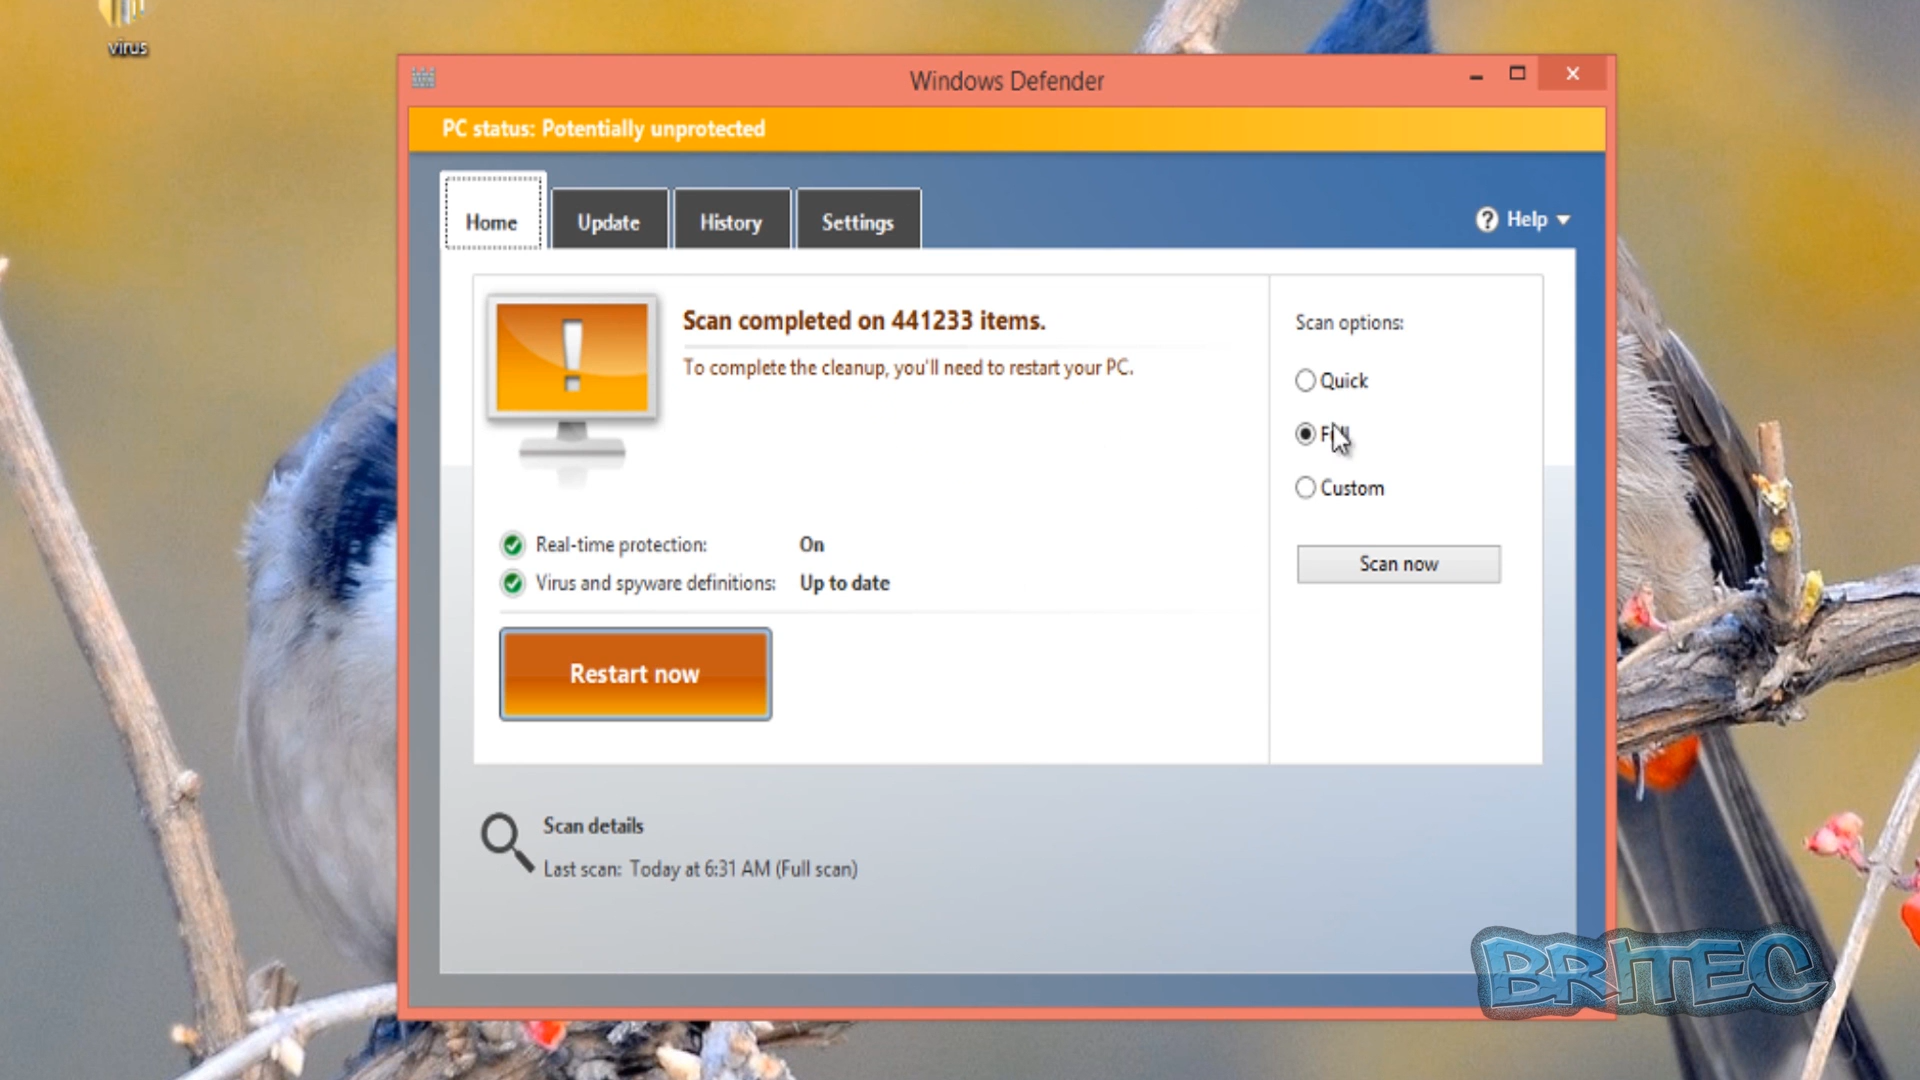 virus
Windows Defender
PC status: Potentially unprotected
Home
Update
History
Settings
Help
Scan completed on 441233 items.
To complete the cleanup, you'll need to restart your PC.
Scan options:
Quick
Full
Custom
Scan now
Real-time protection: On
Virus and spyware definitions: Up to date
Restart now
Scan details
Last scan: Today at 6:31 AM (Full scan)
BRITEC